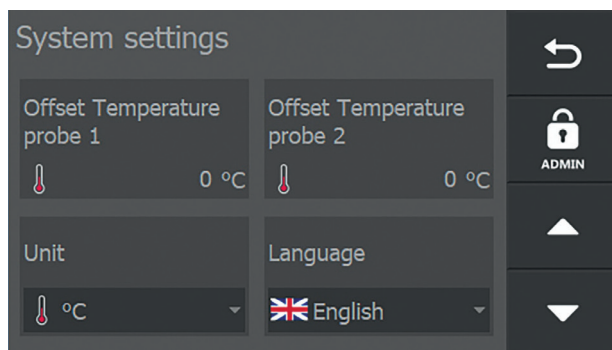 System settings
Offset Temperature
probe 1
0 °C
Offset Temperature
probe 2
0 °C
ADMIN
Unit
°C
Language
English